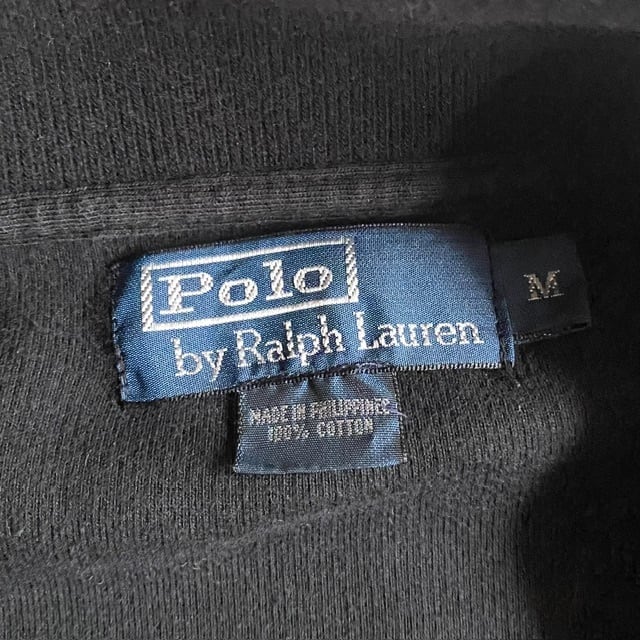 Polo
by Ralph Lauren
M
MADE IN PHILIPPINES
100% COTTON